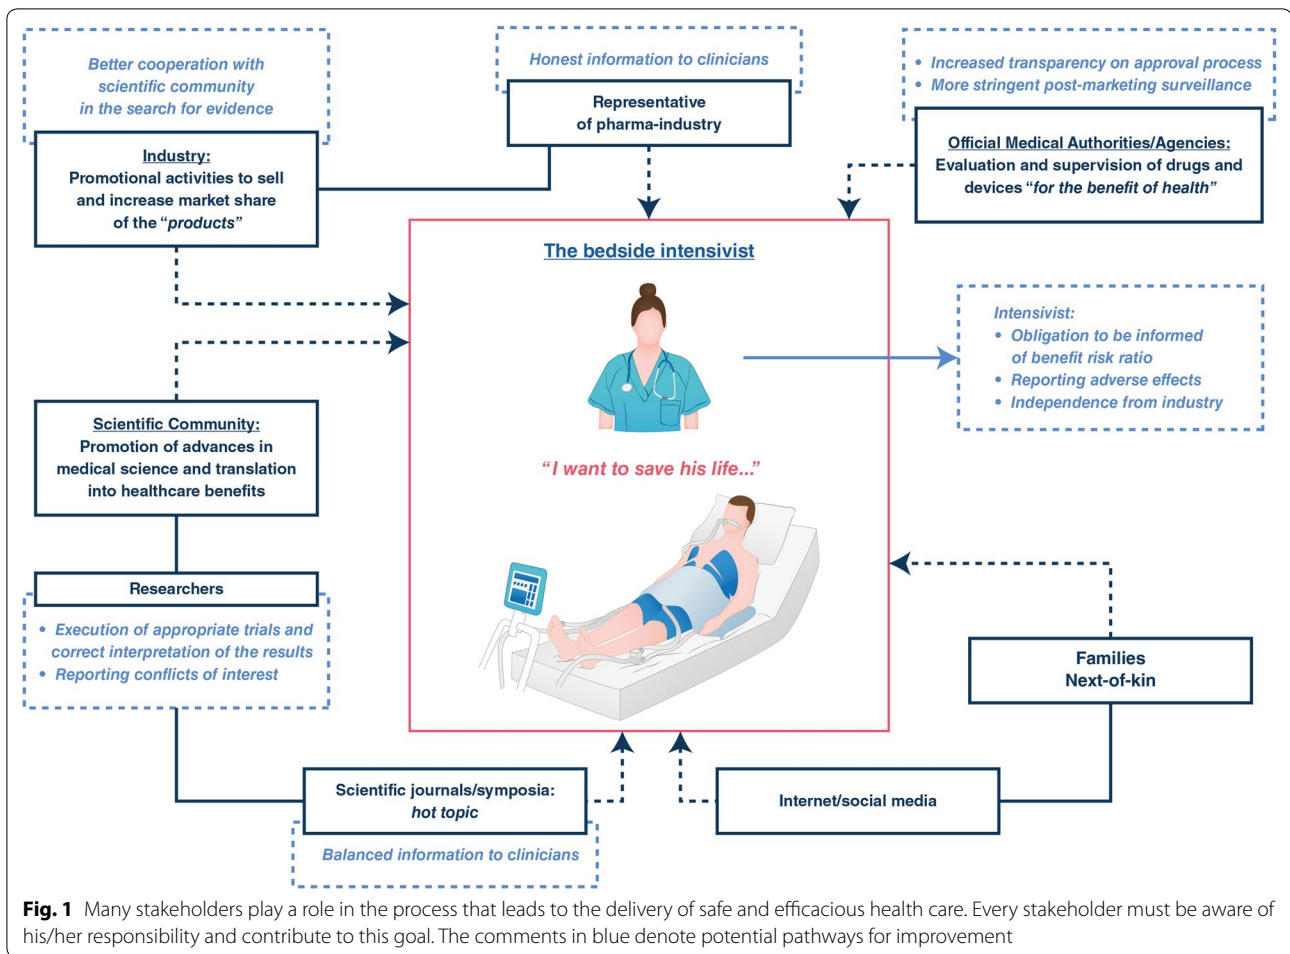 Better cooperation with
scientific community
in the search for evidence
Industry:
Promotional activities to sell
and increase market share
of the “products”
Honest information to clinicians
Representative
of pharma-industry
• Increased transparency on approval process
• More stringent post-marketing surveillance
Official Medical Authorities/Agencies:
Evaluation and supervision of drugs and
devices “for the benefit of health”
The bedside intensivist
“I want to save his life...”
Intensivist:
• Obligation to be informed
of benefit risk ratio
• Reporting adverse effects
• Independence from industry
Scientific Community:
Promotion of advances in
medical science and translation
into healthcare benefits
Researchers
• Execution of appropriate trials and
correct interpretation of the results
• Reporting conflicts of interest
Families
Next-of-kin
Scientific journals/symposia:
hot topic
Balanced information to clinicians
Internet/social media
Fig. 1 Many stakeholders play a role in the process that leads to the delivery of safe and efficacious health care. Every stakeholder must be aware of
his/her responsibility and contribute to this goal. The comments in blue denote potential pathways for improvement